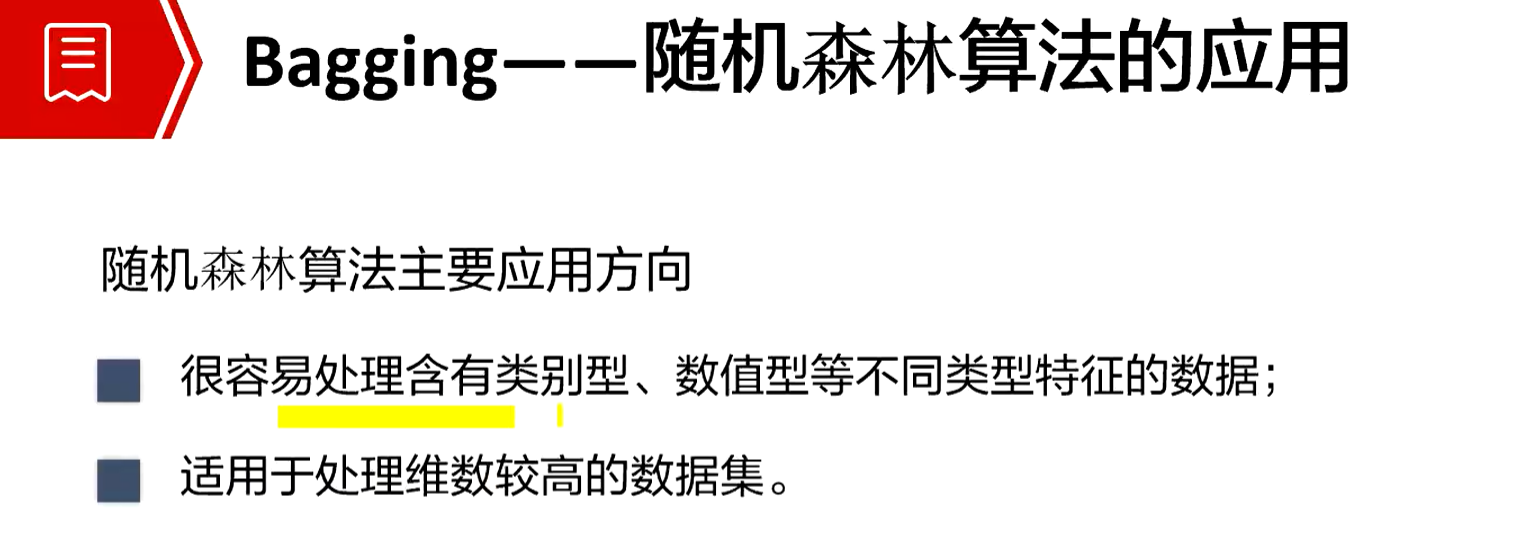 Bagging——随机森林算法的应用
随机森林算法主要应用方向
很容易处理含有类别型、数值型等不同类型特征的数据；
适用于处理维数较高的数据集。